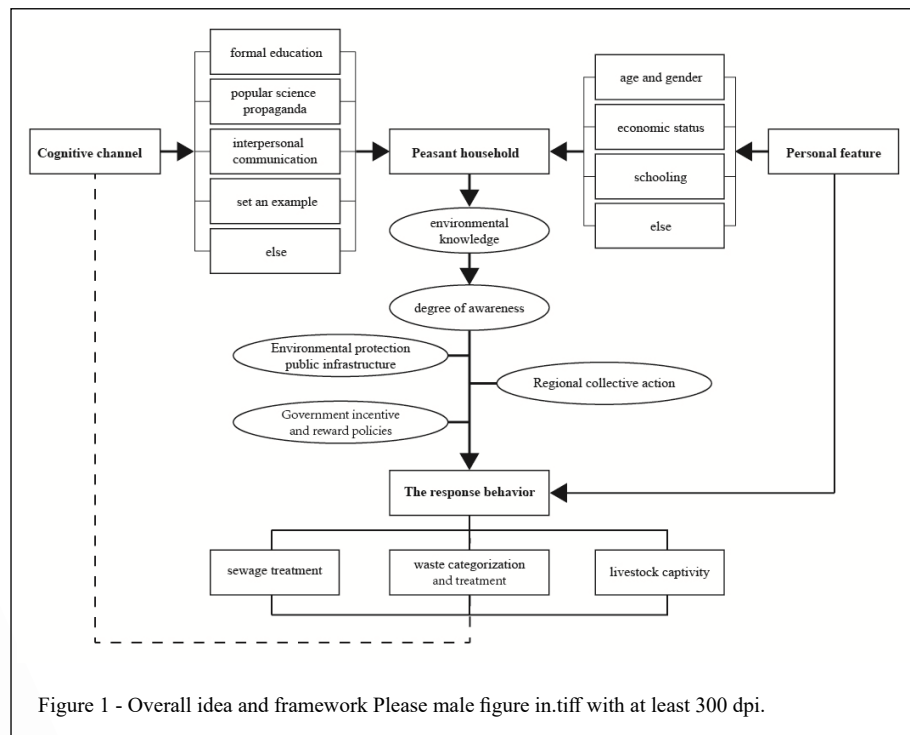 formal education
popular science
propaganda
interpersonal
communication
set an example
else
Cognitive channel
Peasant household
age and gender
economic status
schooling
else
Personal feature
environmental
knowledge
degree of awareness
Environmental protection
public infrastructure
Regional collective action
Government incentive
and reward policies
The response behavior
sewage treatment
waste categorization
and treatment
livestock captivity
Figure 1 - Overall idea and framework Please male figure in.tiff with at least 300 dpi.